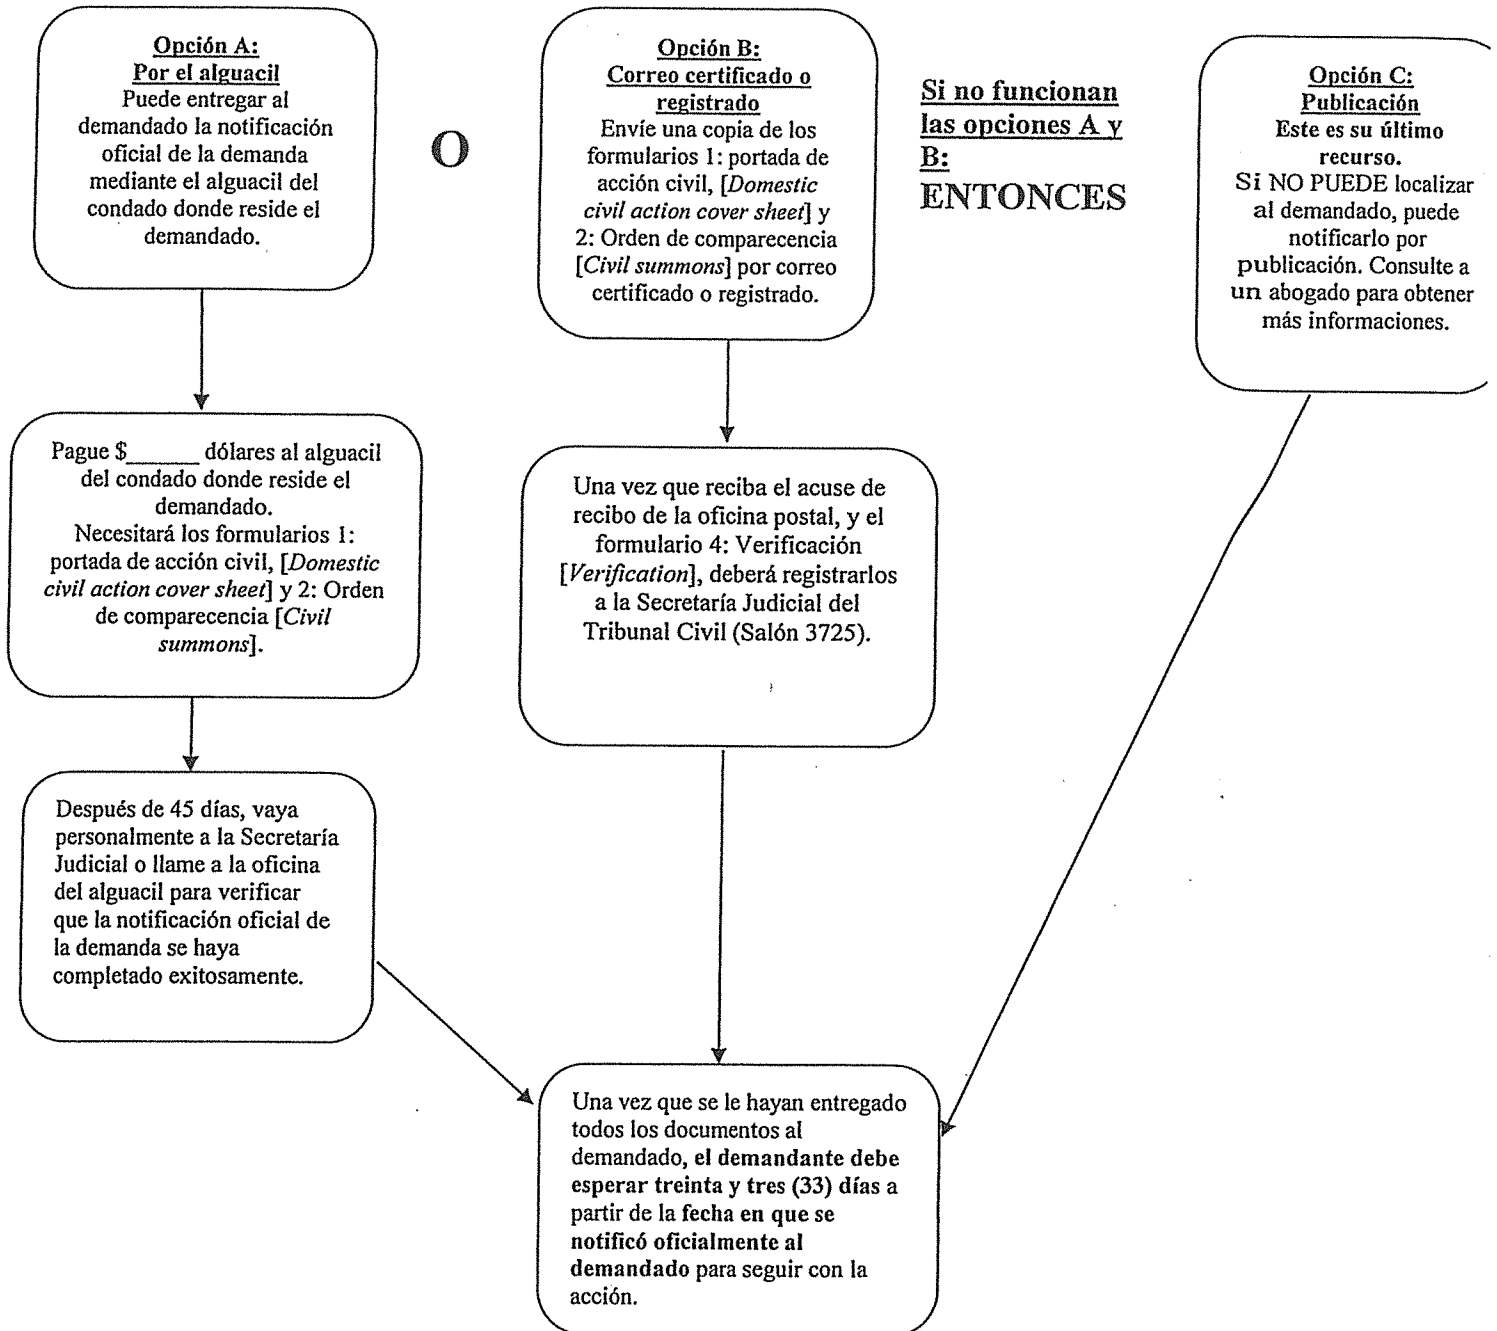 Opción A:
Por el alguacil
Puede entregar al
demandado la notificación
oficial de la demanda
mediante el alguacil del
condado donde reside el
demandado.
O
Opción B:
Correo certificado o
registrado
Envíe una copia de los
formularios 1: portada de
acción civil, [Domestic
civil action cover sheet] y
2: Orden de comparecencia
[Civil summons] por correo
certificado o registrado.
Si no funcionan
las opciones A y
B:
ENTONCES
Opción C:
Publicación
Este es su último
recurso.
Si NO PUEDE localizar
al demandado, puede
notificarlo por
publicación. Consulte a
un abogado para obtener
más informaciones.
Pague $______ dólares al alguacil
del condado donde reside el
demandado.
Necesitará los formularios 1:
portada de acción civil, [Domestic
civil action cover sheet] y 2: Orden
de comparecencia [Civil
summons].
Una vez que reciba el acuse de
recibo de la oficina postal, y el
formulario 4: Verificación
[Verification], deberá registrarlos
a la Secretaría Judicial del
Tribunal Civil (Salón 3725).
Después de 45 días, vaya
personalmente a la Secretaría
Judicial o llame a la oficina
del alguacil para verificar
que la notificación oficial de
la demanda se haya
completado exitosamente.
Una vez que se le hayan entregado
todos los documentos al
demandado, el demandante debe
esperar treinta y tres (33) días a
partir de la fecha en que se
notificó oficialmente al
demandado para seguir con la
acción.